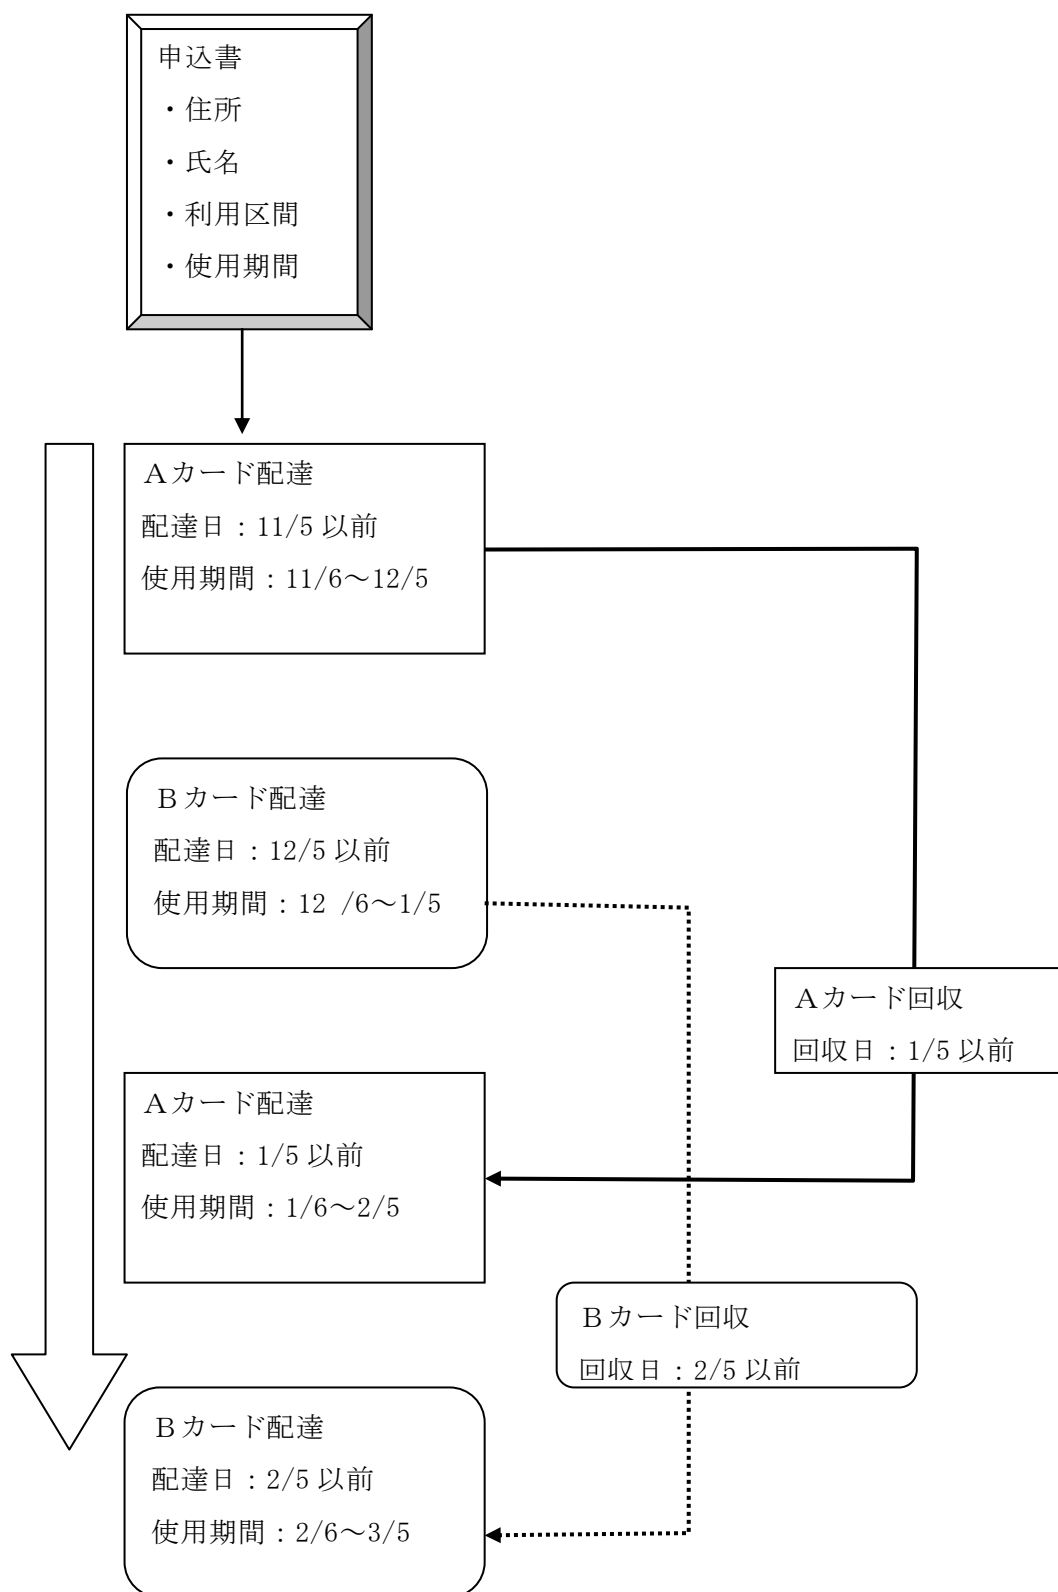 申込書
・住所
・氏名
・利用区間
・使用期間
Ａカード配達
配達日：11/5 以前
使用期間：11/6～12/5
Ｂカード配達
配達日：12/5 以前
使用期間：12 /6～1/5
Ａカード回収
回収日：1/5 以前
Ａカード配達
配達日：1/5 以前
使用期間：1/6～2/5
Ｂカード回収
回収日：2/5 以前
Ｂカード配達
配達日：2/5 以前
使用期間：2/6～3/5